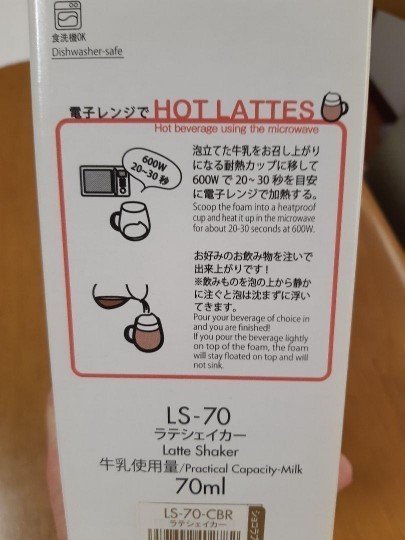 食洗機OK
Dishwasher-safe
電子レンジで HOT LATTES
Hot beverage using the microwave
600W
20~30 秒
泡立てた牛乳をお召し上がり
になる耐熱カップに移して
600W で 20~ 30 秒を目安
に電子レンジで加熱する。
Scoop the foam into a heatproof
cup and heat it up in the microwave
for about 20-30 seconds at 600W.
お好みのお飲み物を注いで
出来上がりです！
※飲みものを泡の上から静か
に注ぐと泡は沈まずに浮い
てきます。
Pour your beverage of choice in
and you are finished!
If you pour the beverage lightly
on top of the foam, the foam
will stay floated on top and will
not sink.
LS-70
ラテシェイカー
Latte Shaker
牛乳使用量/Practical Capacity-Milk
70ml
LS-70-CBR
ラテシェイカー